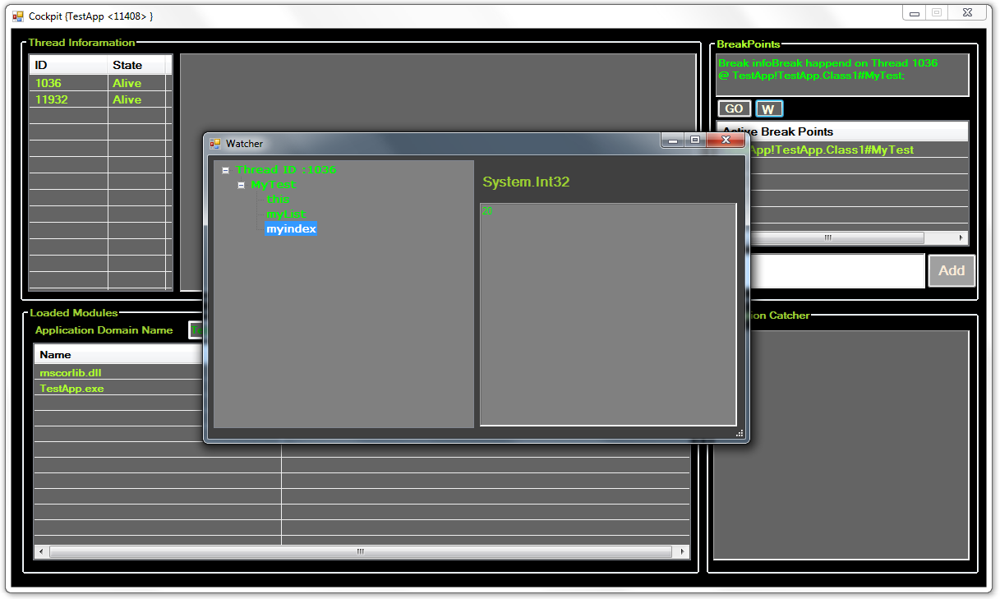 Cockpit {TestApp <11408> }
Thread Inforamation
ID State
1036 Alive
11932 Alive
BreakPoints
Break infoBreak happend on Thread 1036
@ TestApp!TestApp.Class1#MyTest;
GO W
Active Break Points
App!TestApp.Class1#MyTest
Add
Watcher
Thread ID :1036
MyTest
this
myList
myindex
System.Int32
20
Loaded Modules
Application Domain Name
Name
mscorlib.dll
TestApp.exe
ion Catcher